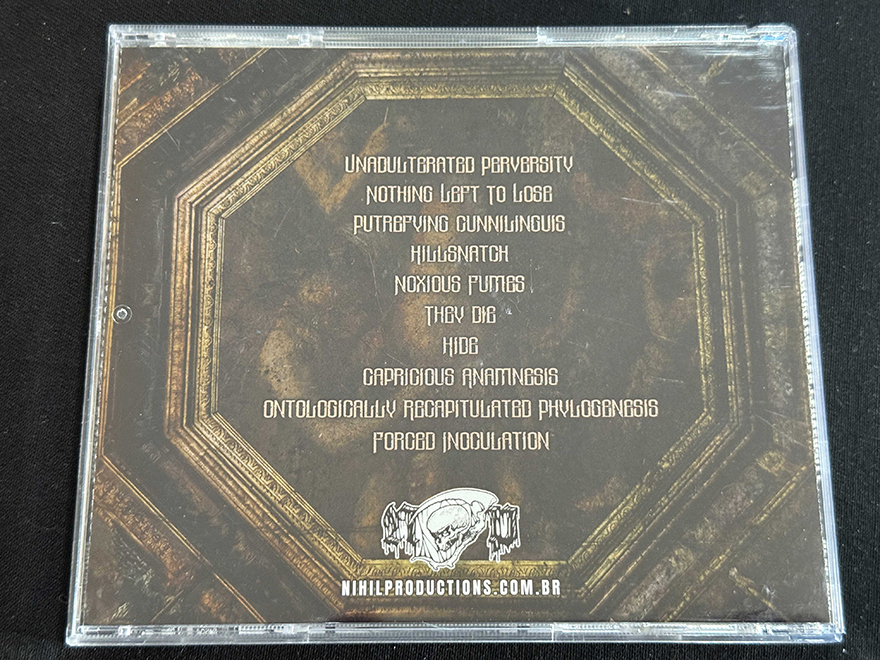 Unadulterated Perversity
Nothing Left To Lose
Putrefying Cunnilinguis
Hillsnatch
Noxious Fumes
They Die
Hide
Capricious Anamnesis
Ontologically Recapitulated Phylogenesis
Forced Inoculation
NIHILPRODUCTIONS.COM.BR